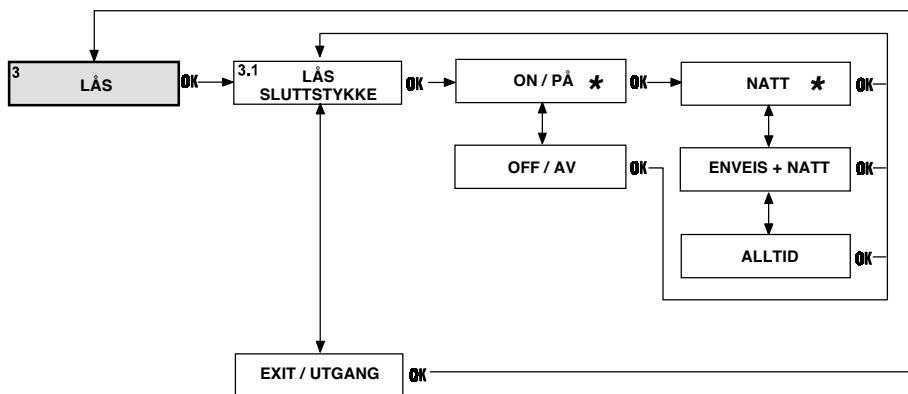 3
LÅS
OK
3.1
LÅS
SLUTTSTYKKE
OK
ON / PÅ *
OK
NATT *
OK
OFF / AV
OK
ENVEIS + NATT
OK
ALLTID
OK
EXIT / UTGANG
OK